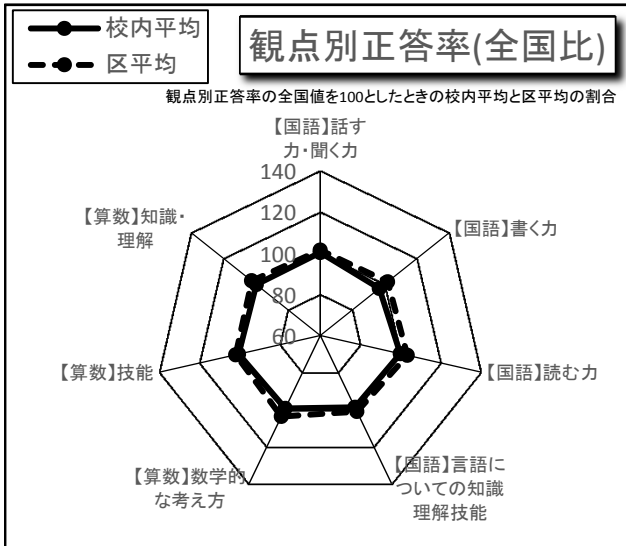 校内平均
区平均
観点別正答率(全国比)
観点別正答率の全国値を100としたときの校内平均と区平均の割合
【国語】話す
力・聞く力
【国語】書く力
【国語】読む力
【国語】言語に
ついての知識
理解技能
【算数】数学的
な考え方
【算数】技能
【算数】知識・
理解
140
120
100
80
60